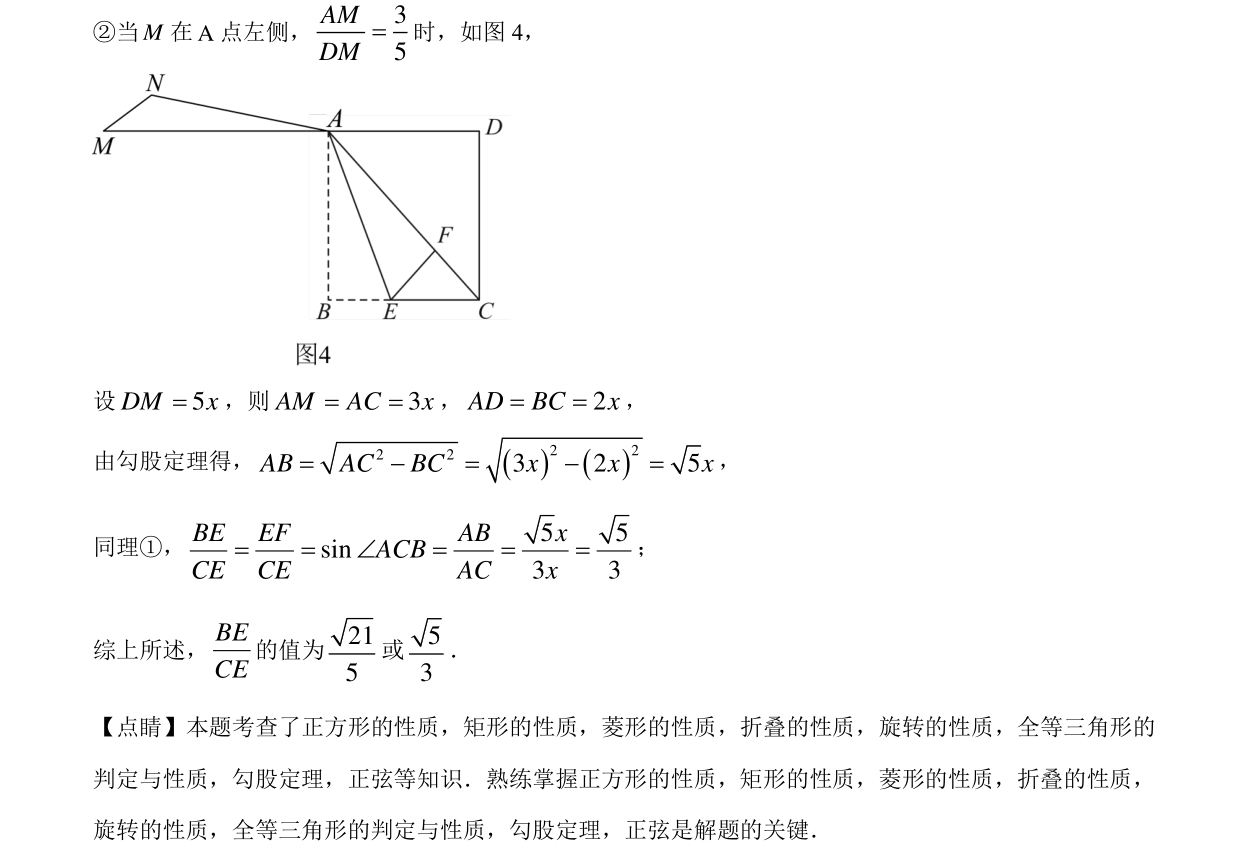 ②当M在A点左侧，AM/DM=3/5时，如图4，
N
A
D
M
F
B
E
C
图4
设DM=5x，则AM=AC=3x，AD=BC=2x，
由勾股定理得，AB=√(AC²−BC²)=√((3x)²−(2x)²)=√5x，
同理①，BE/CE=EF/CE=sin∠ACB=AB/AC=√5x/3x=√5/3；
综上所述，BE/CE的值为√21/5或√5/3．
【点睛】本题考查了正方形的性质，矩形的性质，菱形的性质，折叠的性质，旋转的性质，全等三角形的
判定与性质，勾股定理，正弦等知识．熟练掌握正方形的性质，矩形的性质，菱形的性质，折叠的性质，
旋转的性质，全等三角形的判定与性质，勾股定理，正弦是解题的关键．